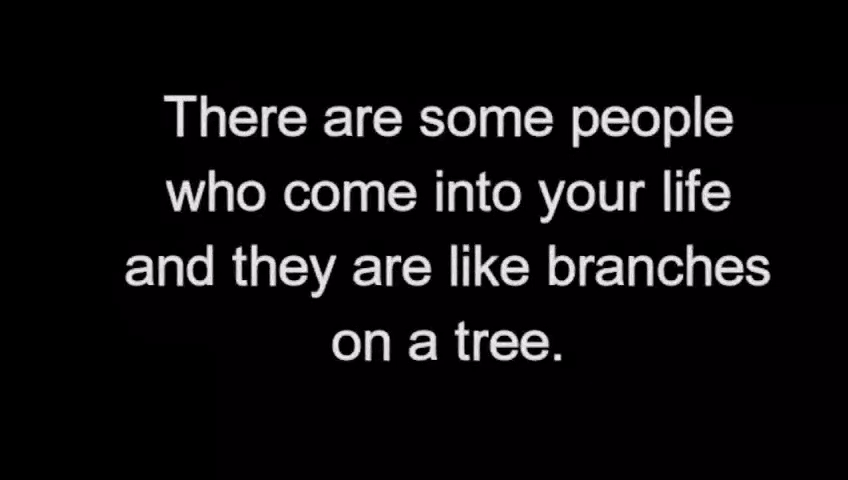 There are some people
who come into your life
and they are like branches
on a tree.